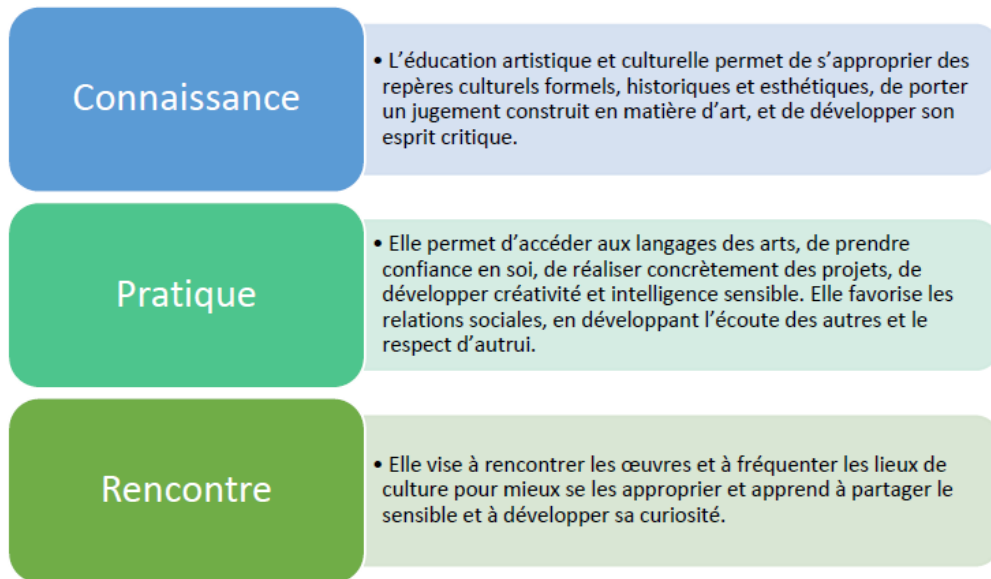 Connaissance
• L’éducation artistique et culturelle permet de s’approprier des
repères culturels formels, historiques et esthétiques, de porter
un jugement construit en matière d’art, et de développer son
esprit critique.
Pratique
• Elle permet d’accéder aux langages des arts, de prendre
confiance en soi, de réaliser concrètement des projets, de
développer créativité et intelligence sensible. Elle favorise les
relations sociales, en développant l’écoute des autres et le
respect d’autrui.
Rencontre
• Elle vise à rencontrer les œuvres et à fréquenter les lieux de
culture pour mieux se les approprier et apprend à partager le
sensible et à développer sa curiosité.